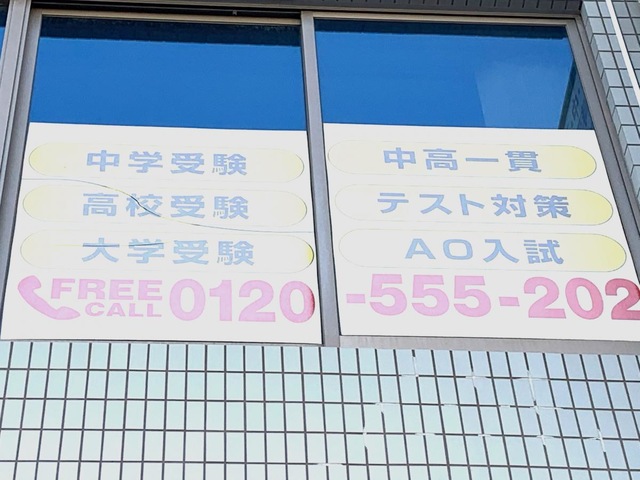 中学受験
高校受験
大学受験
中高一貫
テスト対策
AO入試
FREE CALL 0120-555-202